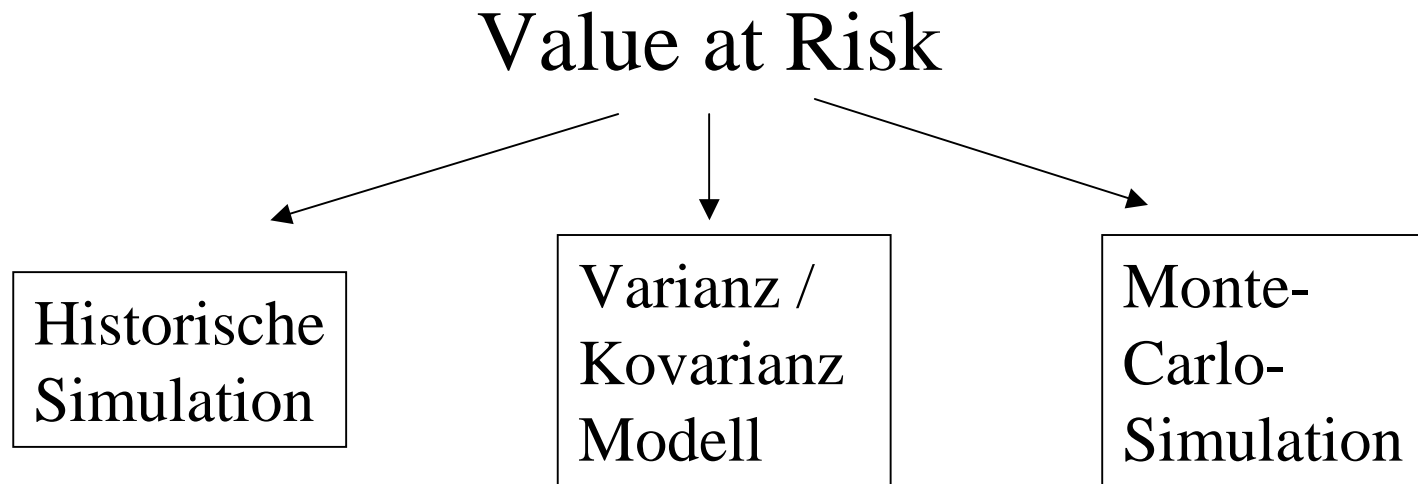 Value at Risk
Historische
Simulation
Varianz /
Kovarianz
Modell
Monte-
Carlo-
Simulation